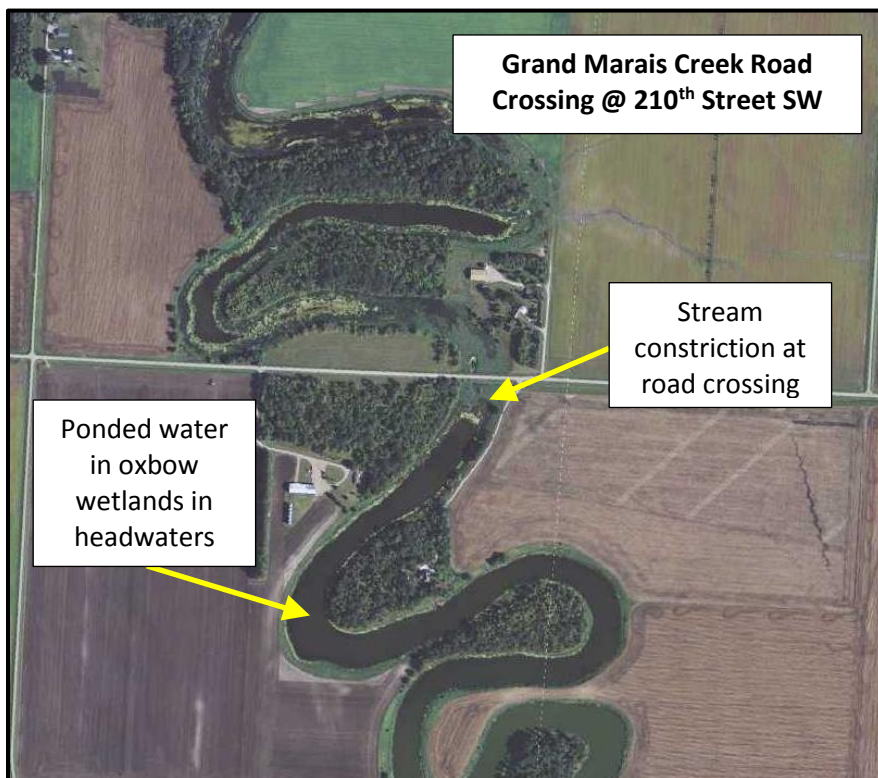 Grand Marais Creek Road
Crossing @ 210th Street SW
Stream
constriction at
road crossing
Ponded water
in oxbow
wetlands in
headwaters